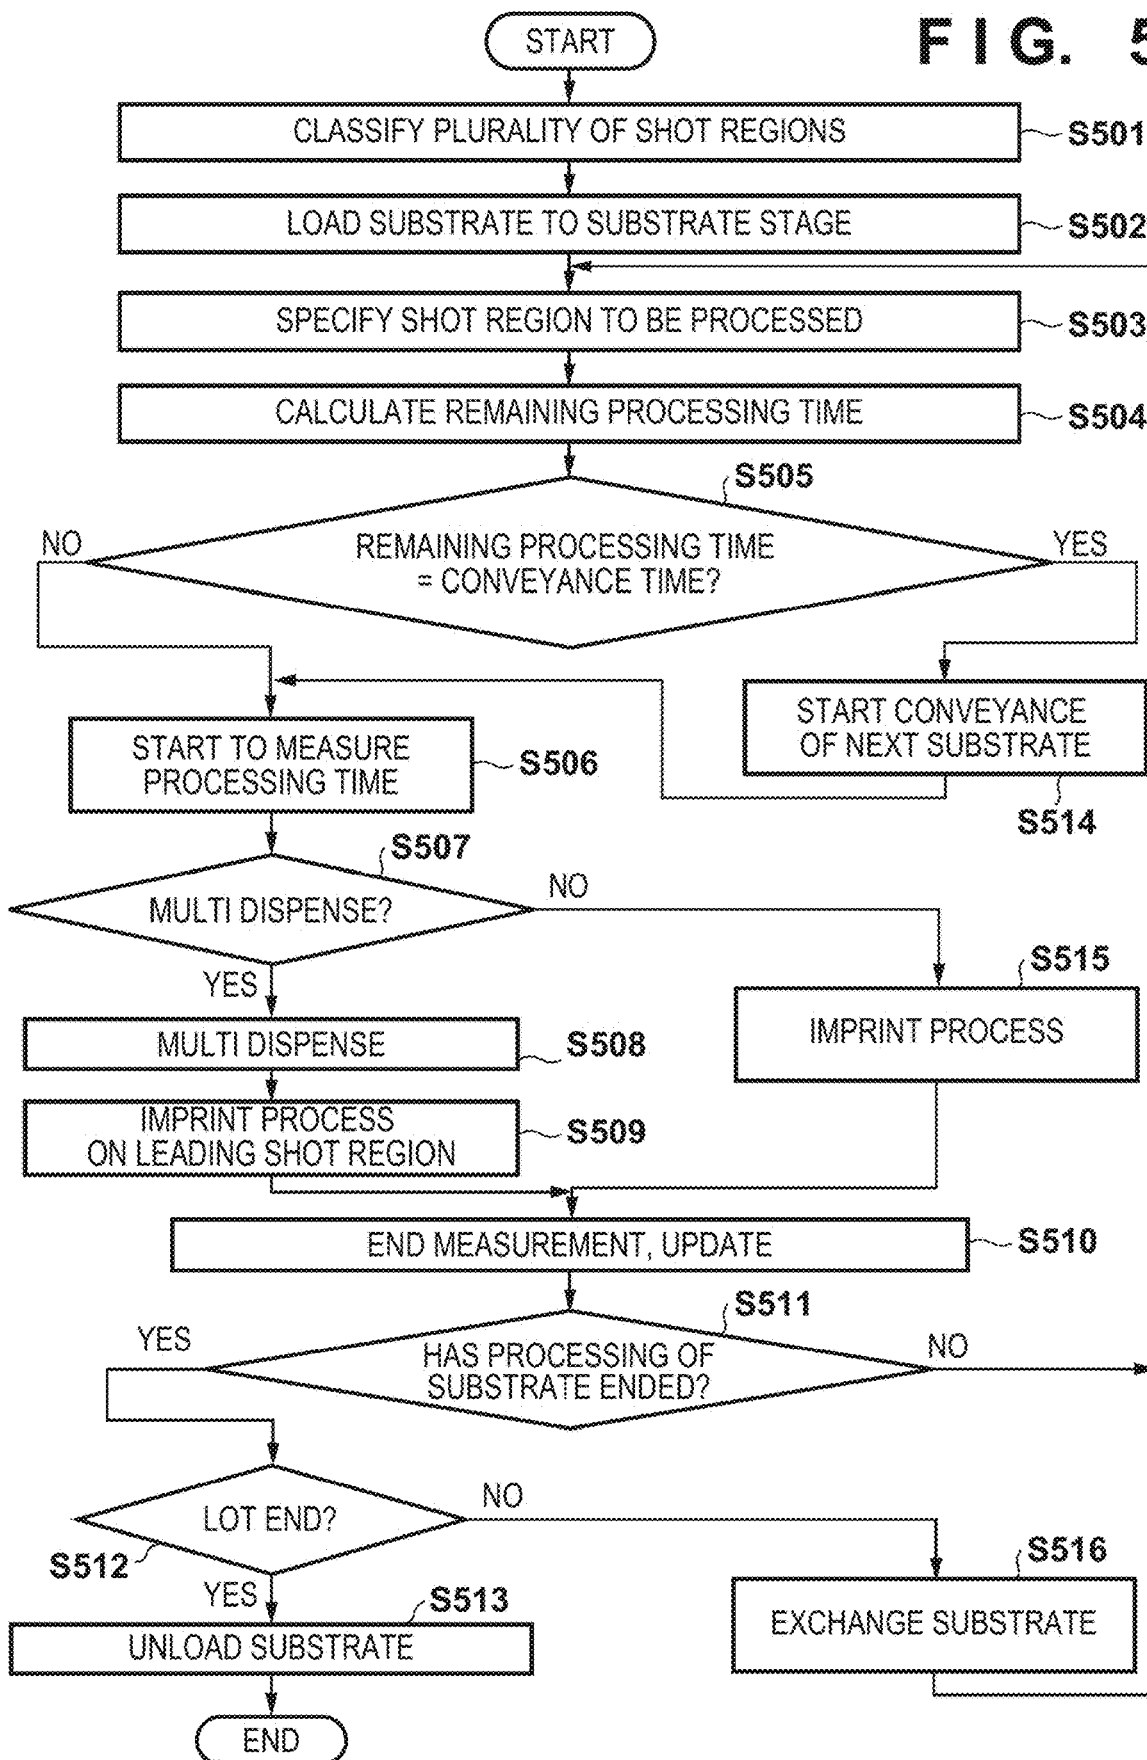 START
FIG. 5
CLASSIFY PLURALITY OF SHOT REGIONS
S501
LOAD SUBSTRATE TO SUBSTRATE STAGE
S502
SPECIFY SHOT REGION TO BE PROCESSED
S503
CALCULATE REMAINING PROCESSING TIME
S504
S505
NO
REMAINING PROCESSING TIME
= CONVEYANCE TIME?
YES
START CONVEYANCE
OF NEXT SUBSTRATE
S514
START TO MEASURE
PROCESSING TIME
S506
S507
MULTI DISPENSE?
NO
YES
S515
IMPRINT PROCESS
MULTI DISPENSE
S508
IMPRINT PROCESS
ON LEADING SHOT REGION
S509
END MEASUREMENT, UPDATE
S510
S511
YES
HAS PROCESSING OF
SUBSTRATE ENDED?
NO
LOT END?
NO
S512
YES
S516
EXCHANGE SUBSTRATE
S513
UNLOAD SUBSTRATE
END